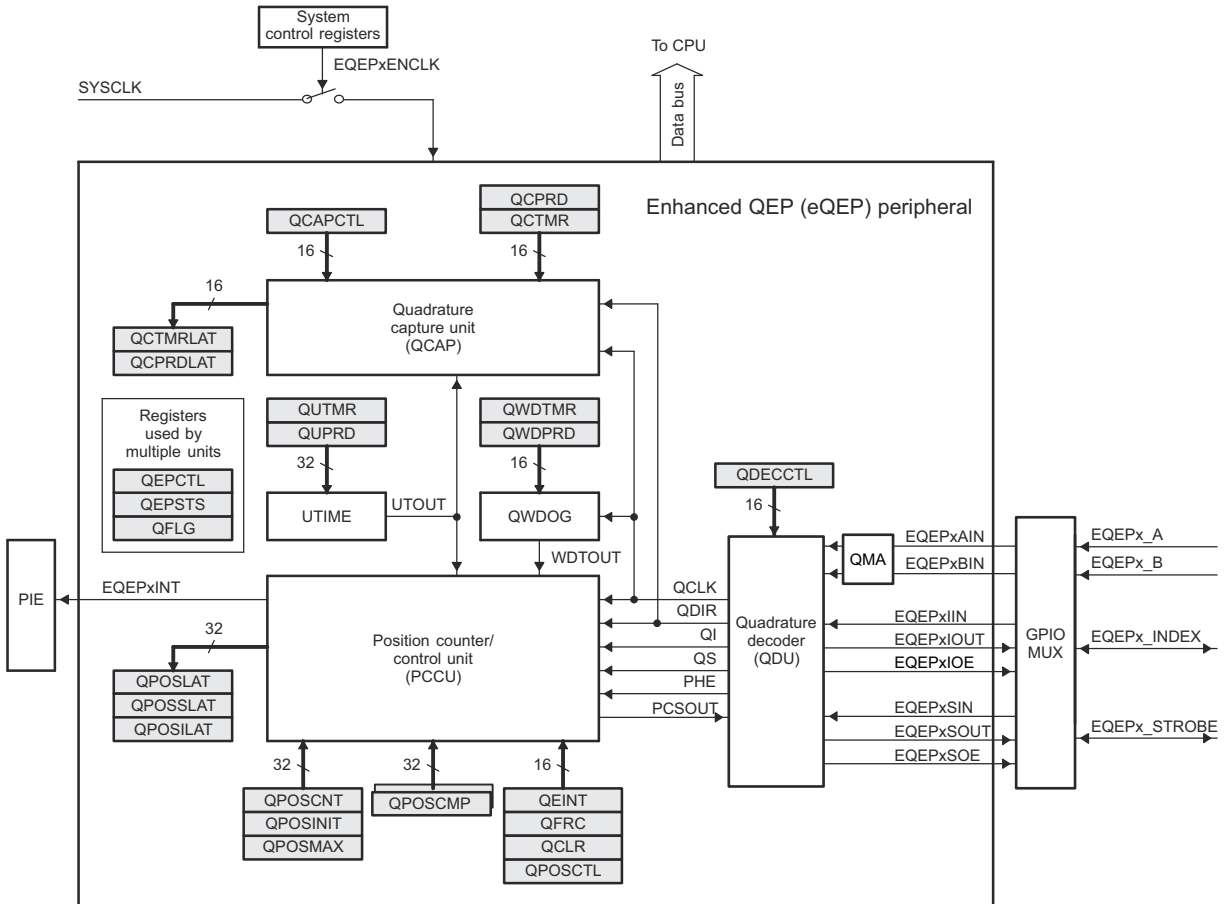 System
control registers
To CPU
EQEPxENCLK
SYSCLK
Data bus
Enhanced QEP (eQEP) peripheral
QCPRD
QCAPCTL
QCTMR
16
16
16
Quadrature
capture unit
(QCAP)
QCTMRLAT
QCPRDLAT
Registers
used by
multiple units
QEPCTL
QEPSTS
QFLG
QUTMR
QUPRD
32
UTIME
UTOUT
QWDTMR
QWDPRD
16
QWDOG
WDTOUT
QDECCTL
16
QMA
EQEPxAIN
EQEPxBIN
EQEPx_A
EQEPx_B
PIE
EQEPxINT
QCLK
QDIR
QI
QS
PHE
PCSOUT
Position counter/
control unit
(PCCU)
Quadrature
decoder
(QDU)
EQEPxIIN
EQEPxIOUT
EQEPxIOE
EQEPxSIN
EQEPxSOUT
EQEPxSOE
GPIO
MUX
EQEPx_INDEX
EQEPx_STROBE
32
QPOSLAT
QPOSSLAT
QPOSILAT
32
32
16
QPOSCNT
QPOSINIT
QPOSMAX
QPOSCMP
QEINT
QFRC
QCLR
QPOSCTL